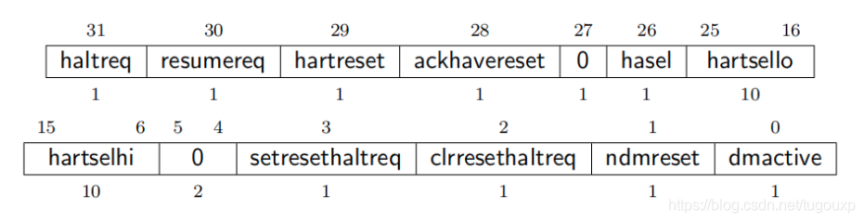 31 30 29 28 27 26 25 16
haltreq resumereq hartreset ackhavereset 0 hasel hartsello
1 1 1 1 1 1 10
15 6 5 4 3 2 1 0
hartselhi 0 setresethaltreq clrresethaltreq ndmreset dmactive
10 2 1 1 1 1
https://blog.csdn.net/tugouxp